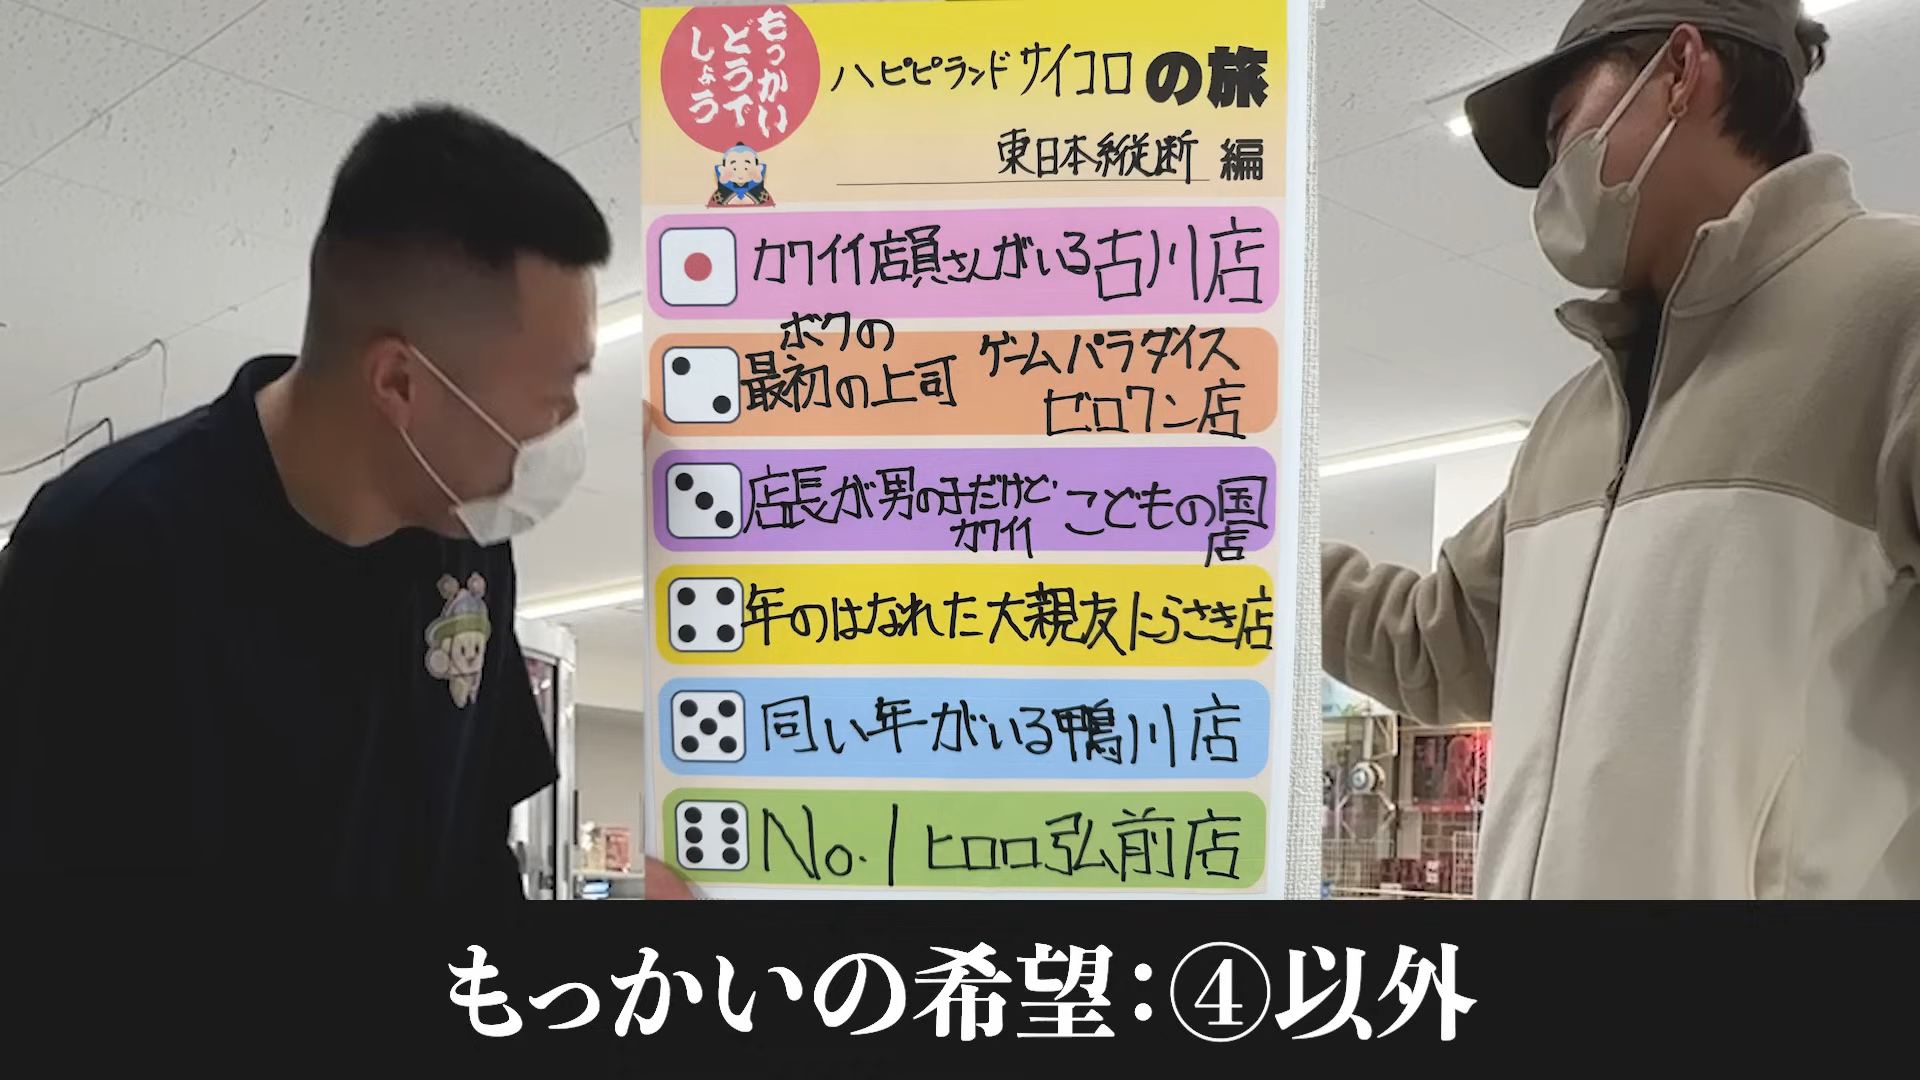 もっかい
どうで
しょう
ハピピランドサイコロの旅
東日本縦断 編
カワイイ店員さんがいる古川店
ボクの
最初の上司 ゲームパラダイス
ゼロワン店
店長が男の子だけど
カワイイ
こどもの国
店
年のはなれた大親友にらさき店
同い年がいる鴨川店
No.1 ヒロロ弘前店
もっかいの希望：④以外